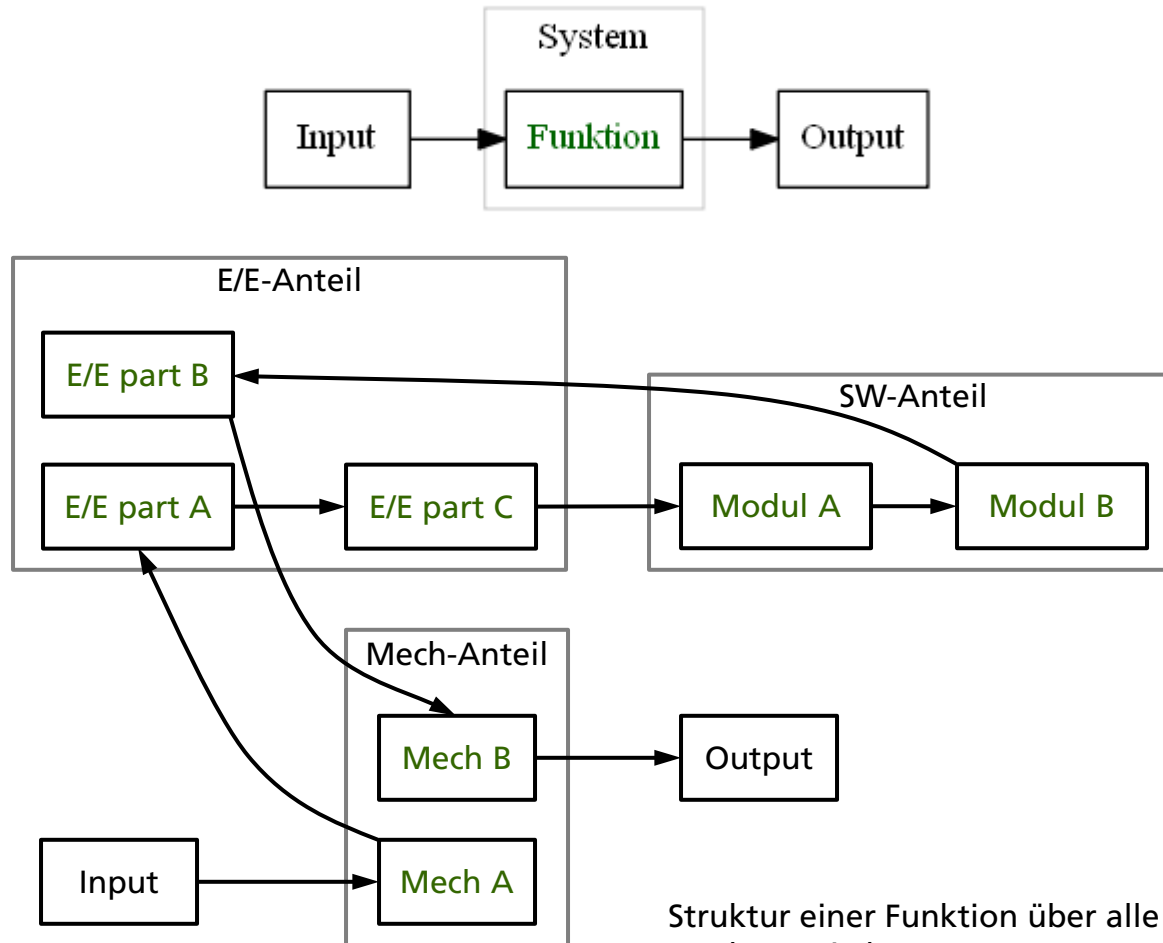 System
Input
Funktion
Output
E/E-Anteil
E/E part B
SW-Anteil
E/E part A
E/E part C
Modul A
Modul B
Mech-Anteil
Mech B
Output
Input
Mech A
Struktur einer Funktion über alle